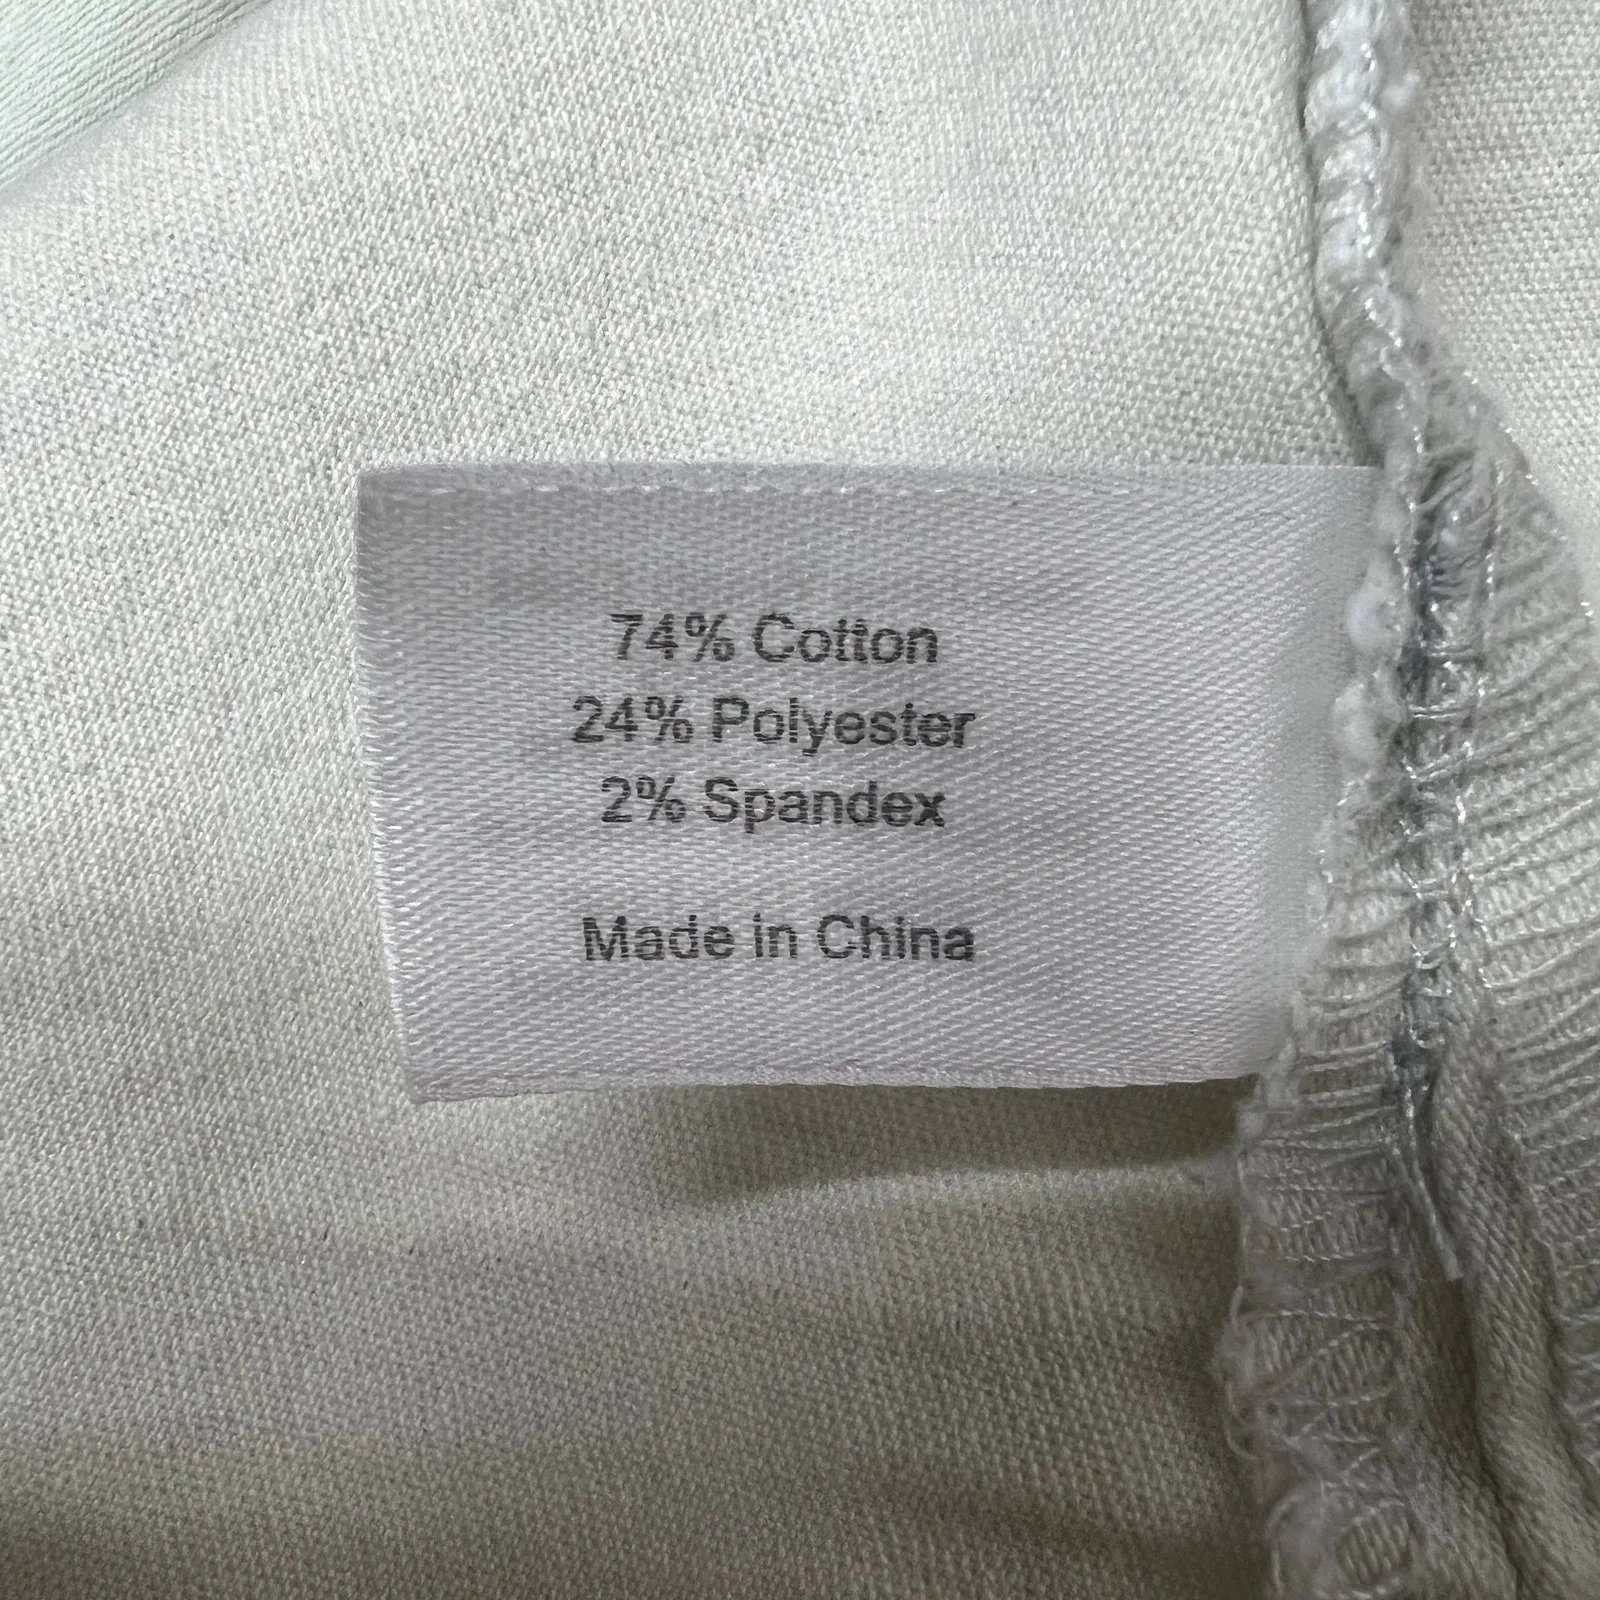 74% Cotton
24% Polyester
2% Spandex
Made in China